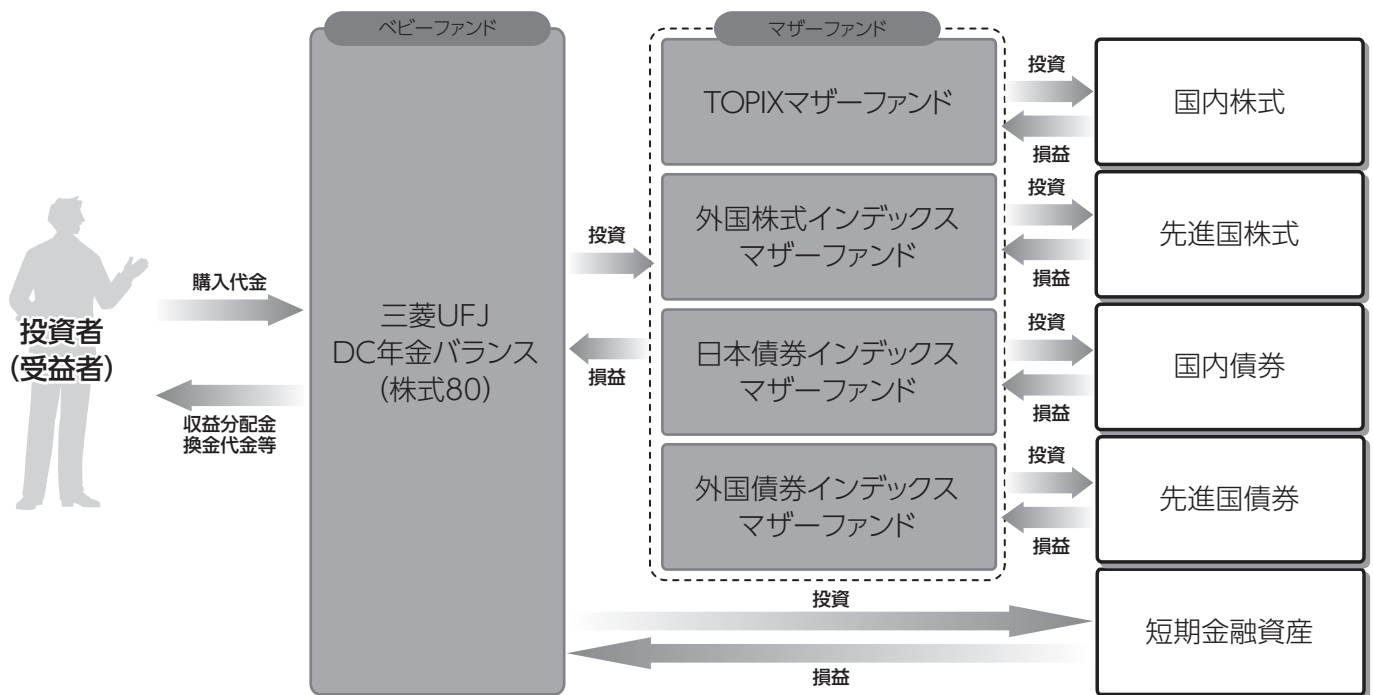 ベビーファンド
マザーファンド
投資者
(受益者)
購入代金
収益分配金
換金代金等
三菱UFJ
DC年金バランス
(株式80)
投資
損益
TOPIXマザーファンド
投資
損益
国内株式
外国株式インデックス
マザーファンド
投資
損益
先進国株式
日本債券インデックス
マザーファンド
投資
損益
国内債券
外国債券インデックス
マザーファンド
投資
損益
先進国債券
投資
損益
短期金融資産